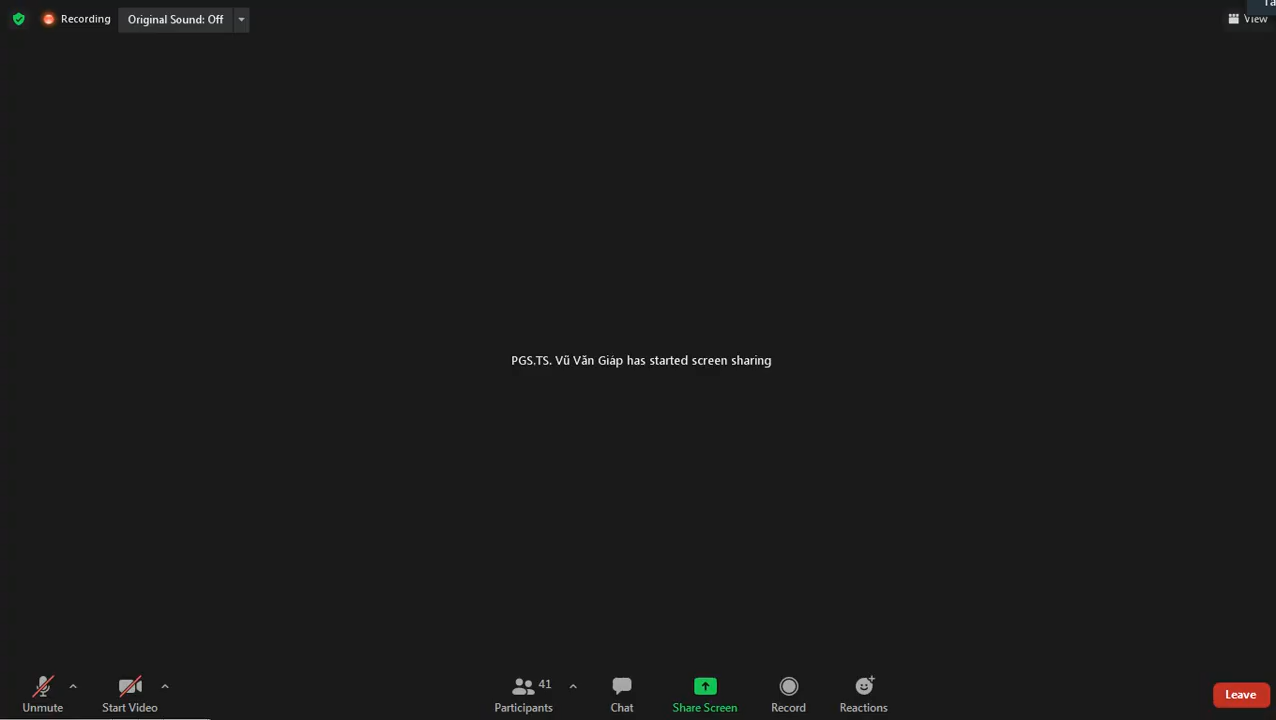 Recording
Original Sound: Off
View
PGS.TS. Vũ Văn Giáp has started screen sharing
41
Unmute
Start Video
Participants
Chat
Share Screen
Record
Reactions
Leave